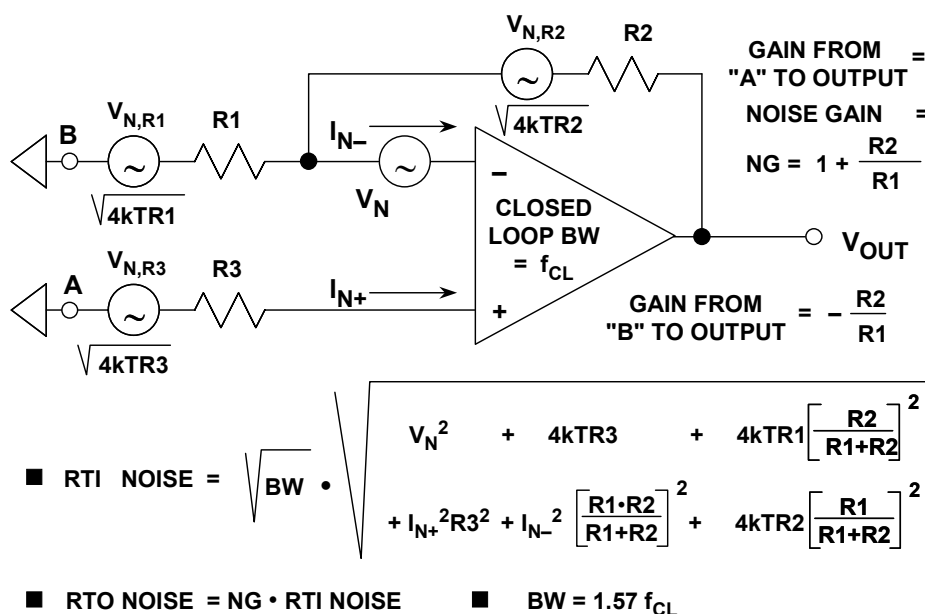 V_N,R2
R2
GAIN FROM "A" TO OUTPUT =
NOISE GAIN =
NG = 1 + R2/R1
√4kTR2
B
V_N,R1
R1
I_N–
√4kTR1
V_N
–
CLOSED LOOP BW = f_CL
+
V_OUT
A
V_N,R3
R3
I_N+
√4kTR3
GAIN FROM "B" TO OUTPUT = – R2/R1
■ RTI NOISE = √BW • √
V_N² + 4kTR3 + 4kTR1[R2/(R1+R2)]²
+ I_N+²R3² + I_N–²[R1•R2/(R1+R2)]² + 4kTR2[R1/(R1+R2)]²
■ RTO NOISE = NG • RTI NOISE
■ BW = 1.57 f_CL